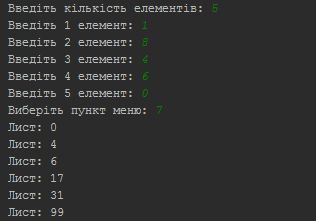 Введіть кількість елементів: 5
Введіть 1 елемент: 1
Введіть 2 елемент: 8
Введіть 3 елемент: 4
Введіть 4 елемент: 6
Введіть 5 елемент: 0
Виберіть пункт меню: 7
Лист: 0
Лист: 4
Лист: 6
Лист: 17
Лист: 31
Лист: 99